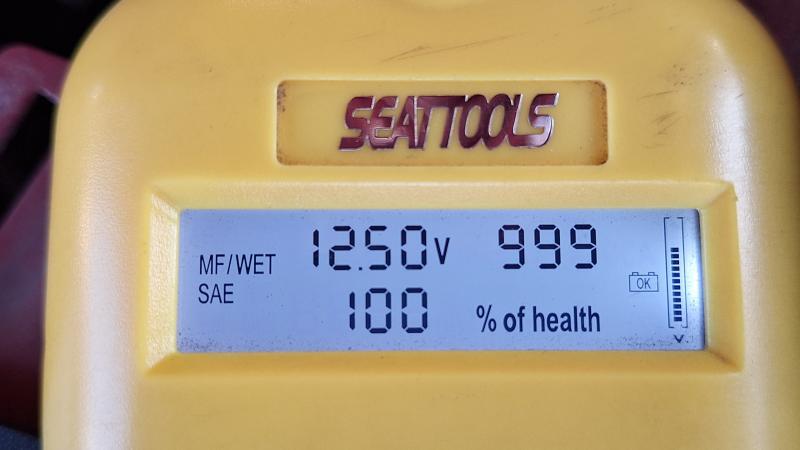 SEATTOOLS
MF/WET 12.50V 999
SAE 100 % of health
OK
V